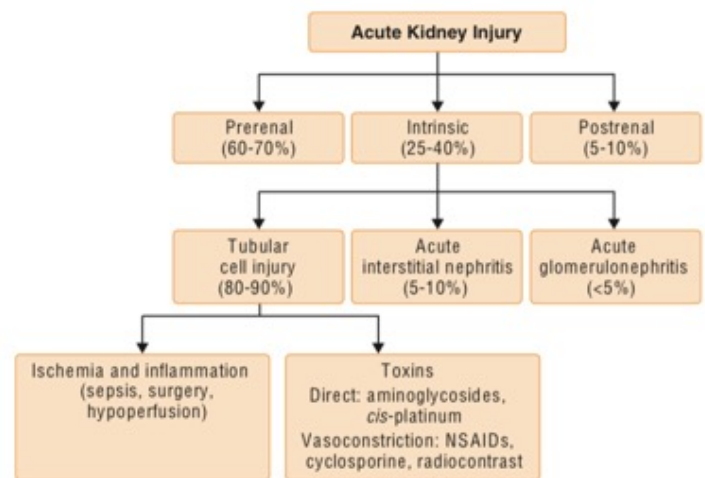 Acute Kidney Injury
Prerenal
(60-70%)
Intrinsic
(25-40%)
Postrenal
(5-10%)
Tubular
cell injury
(80-90%)
Acute
interstitial nephritis
(5-10%)
Acute
glomerulonephritis
(<5%)
Ischemia and inflammation
(sepsis, surgery,
hypoperfusion)
Toxins
Direct: aminoglycosides,
cis-platinum
Vasoconstriction: NSAIDs,
cyclosporine, radiocontrast